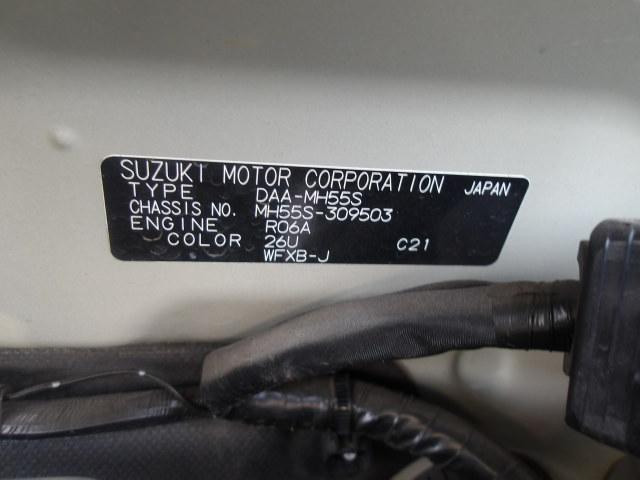 SUZUKI MOTOR CORPORATION JAPAN
TYPE DAA-MH55S
CHASSIS NO. MH55S-309503
ENGINE R06A
COLOR 26U C21
WFXB-J